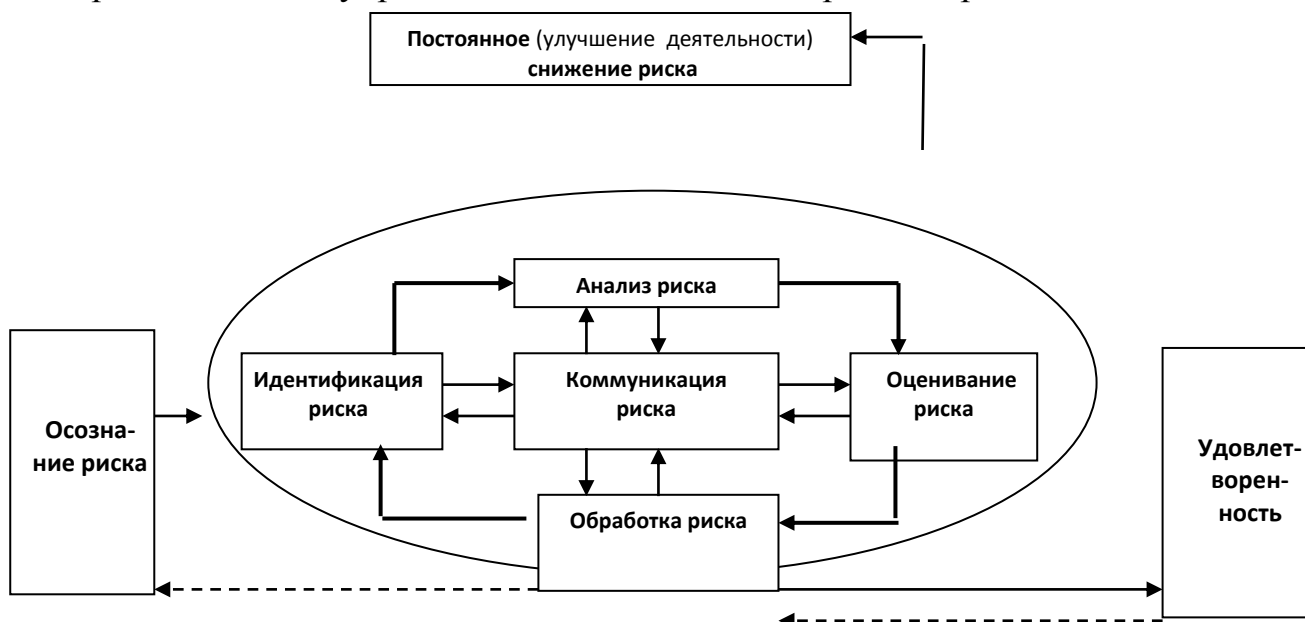 Постоянное (улучшение деятельности)
снижение риска
Анализ риска
Идентификация
риска
Коммуникация
риска
Оценивание
риска
Осозна-
ние риска
Удовлет-
ворен-
ность
Обработка риска